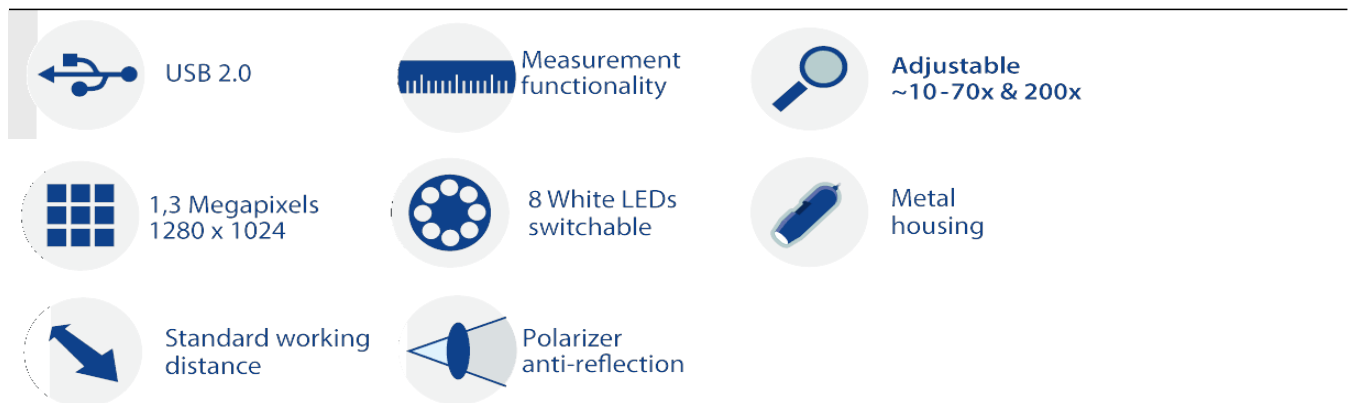 USB 2.0
Measurement
functionality
Adjustable
~10-70x & 200x
1,3 Megapixels
1280 x 1024
8 White LEDs
switchable
Metal
housing
Standard working
distance
Polarizer
anti-reflection